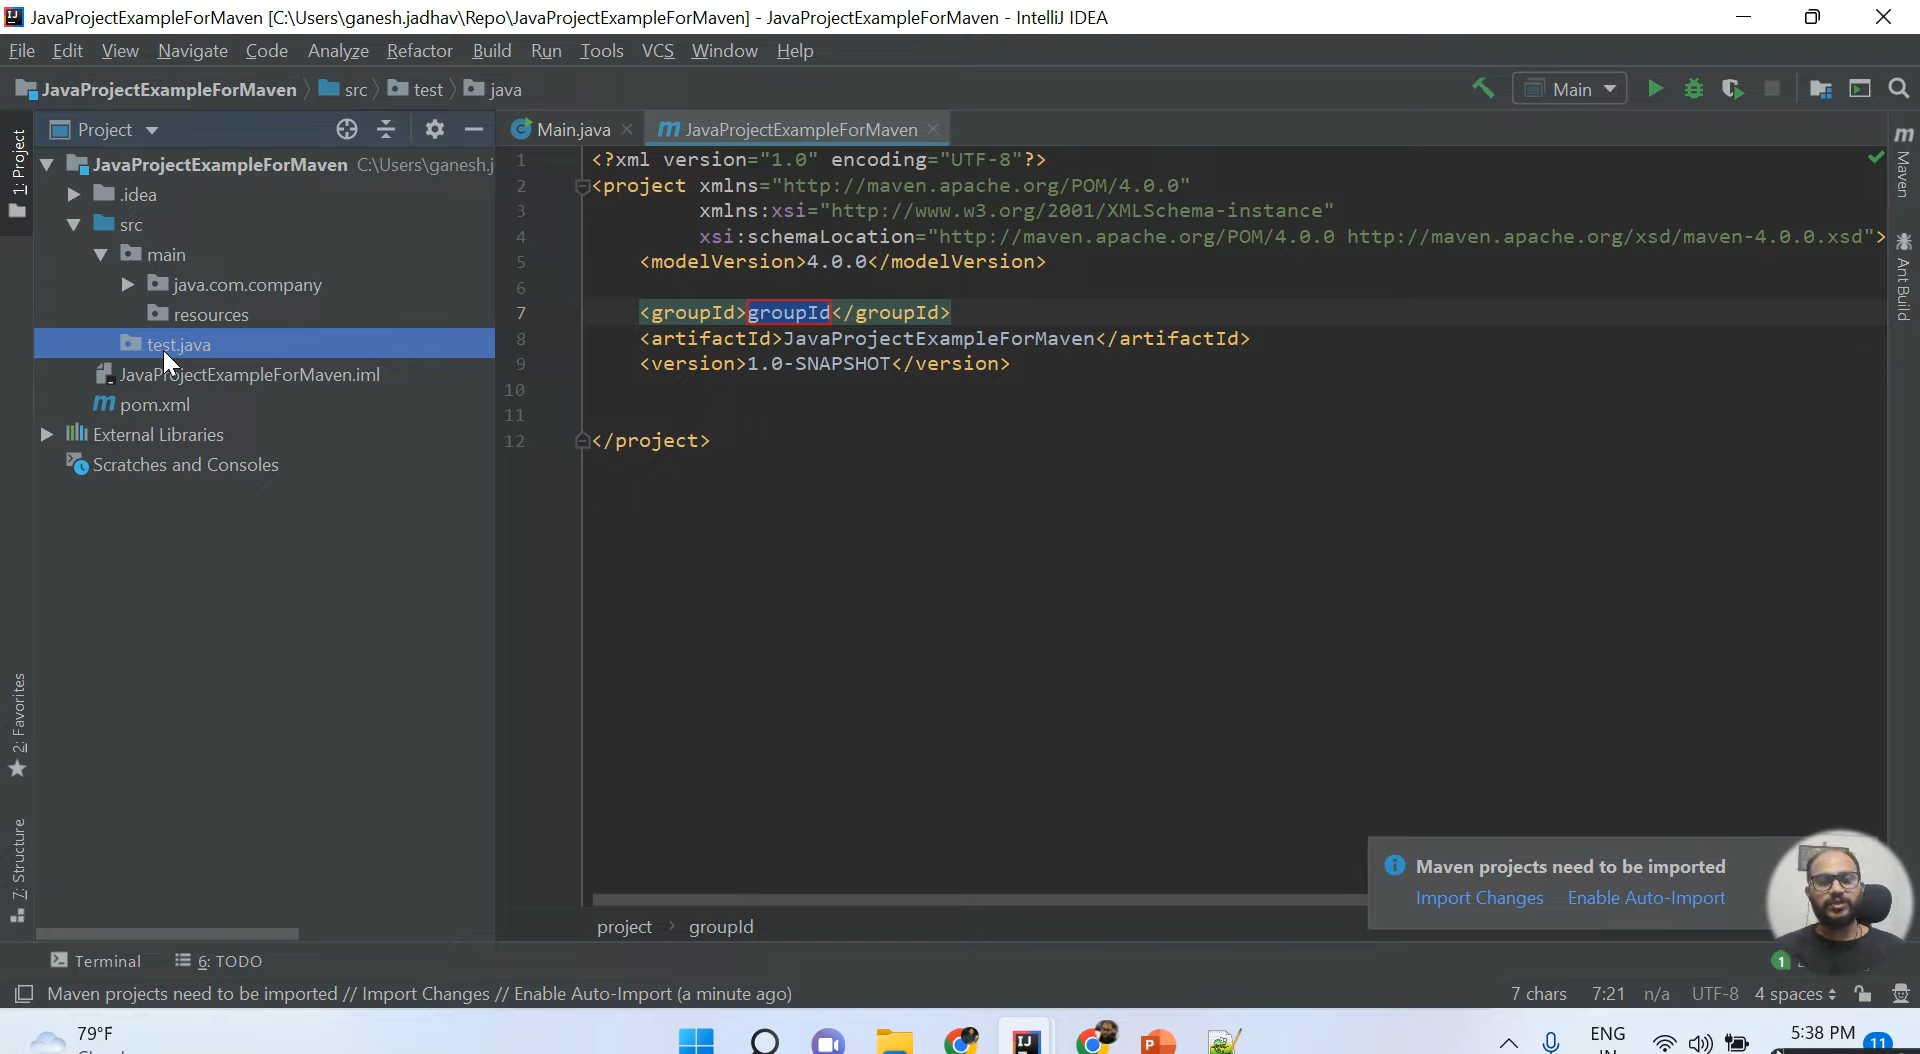 JavaProjectExampleForMaven [C:\Users\ganesh.jadhav\Repo\JavaProjectExampleForMaven] - JavaProjectExampleForMaven - IntelliJ IDEA
File Edit View Navigate Code Analyze Refactor Build Run Tools VCS Window Help
JavaProjectExampleForMaven src test java
Main
Project
Main.java
JavaProjectExampleForMaven
1: Project
2: Favorites
7: Structure
JavaProjectExampleForMaven C:\Users\ganesh.j
.idea
src
main
java.com.company
resources
test.java
JavaProjectExampleForMaven.iml
pom.xml
External Libraries
Scratches and Consoles
1 <?xml version="1.0" encoding="UTF-8"?>
2 <project xmlns="http://maven.apache.org/POM/4.0.0"
3 xmlns:xsi="http://www.w3.org/2001/XMLSchema-instance"
4 xsi:schemaLocation="http://maven.apache.org/POM/4.0.0 http://maven.apache.org/xsd/maven-4.0.0.xsd">
5 <modelVersion>4.0.0</modelVersion>
6
7 <groupId>groupId</groupId>
8 <artifactId>JavaProjectExampleForMaven</artifactId>
9 <version>1.0-SNAPSHOT</version>
10
11
12 </project>
Maven
Ant Build
Maven projects need to be imported
Import Changes Enable Auto-Import
project groupId
Terminal 6: TODO
1
Maven projects need to be imported // Import Changes // Enable Auto-Import (a minute ago)
7 chars 7:21 n/a UTF-8 4 spaces
79°F
ENG
IN
5:38 PM
11